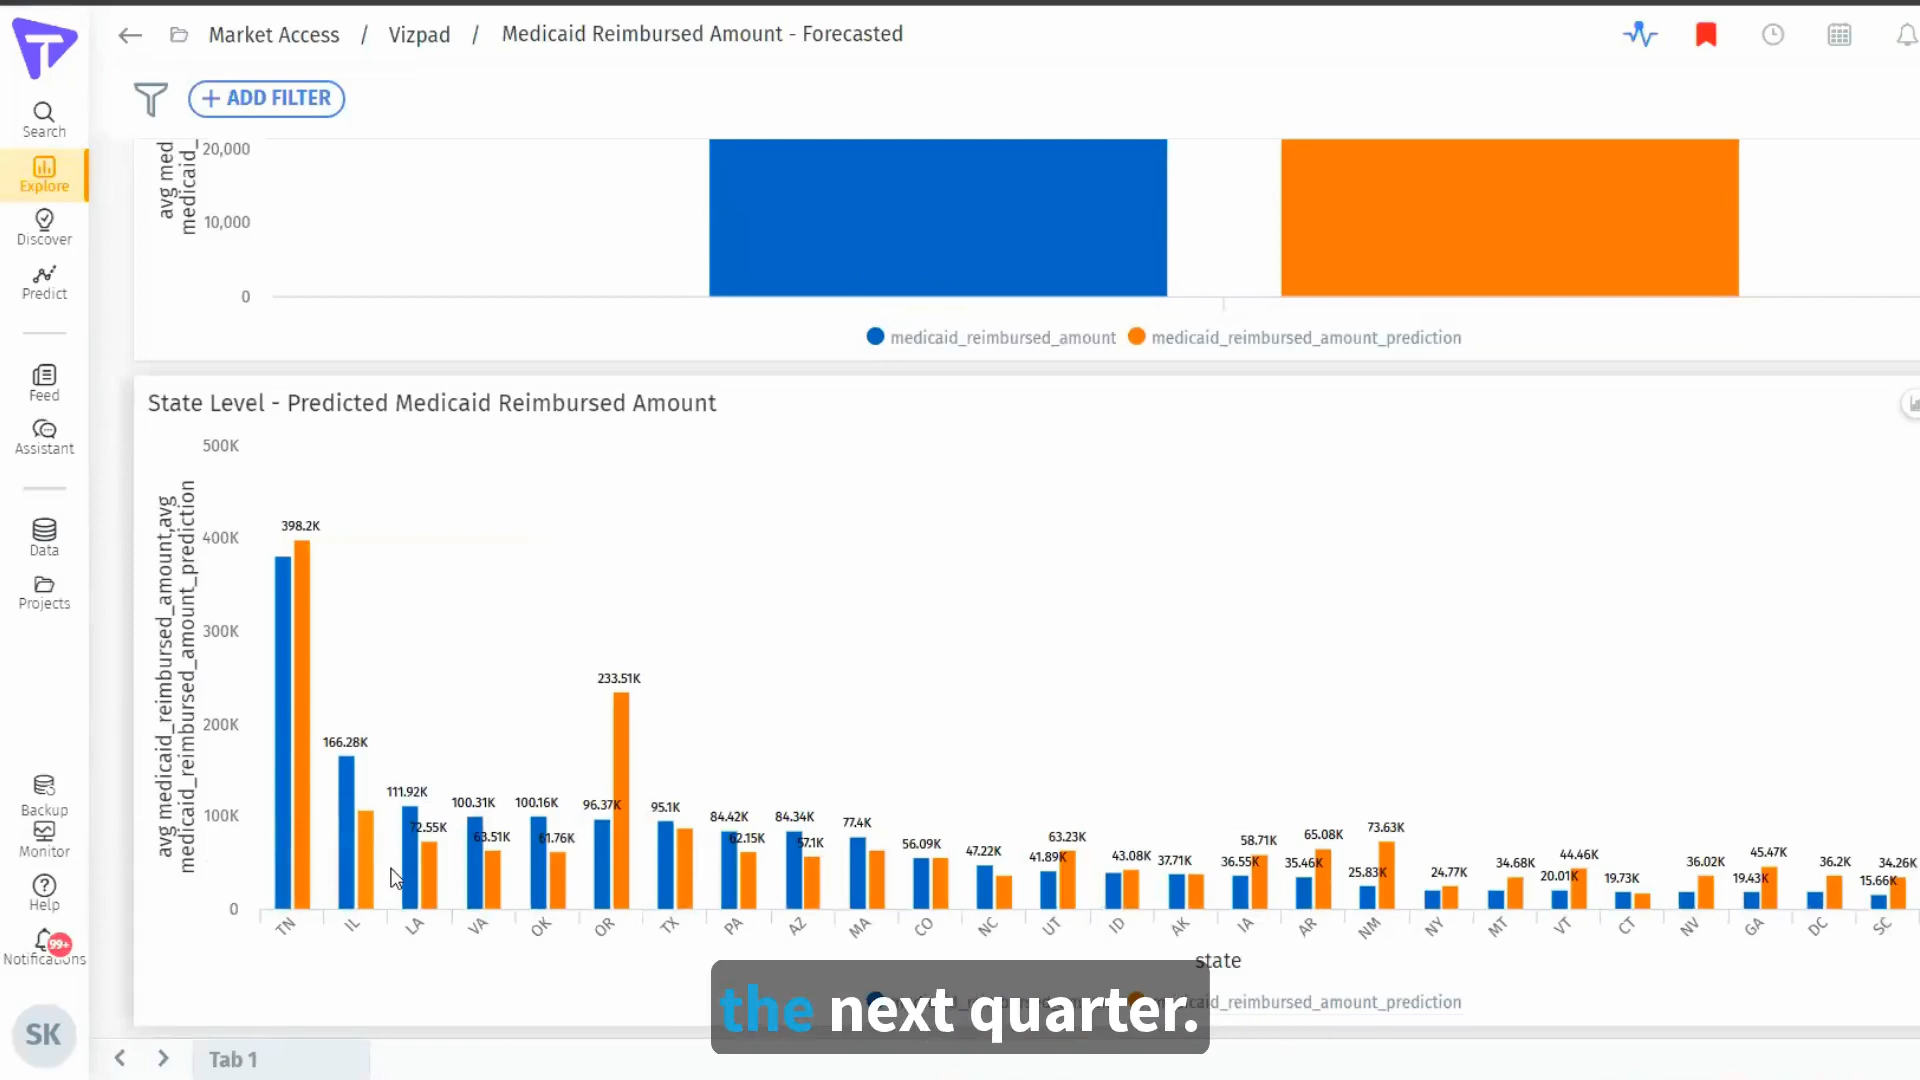 Market Access / Vizpad / Medicaid Reimbursed Amount - Forecasted
+ ADD FILTER
Search
Explore
Discover
Predict
Feed
Assistant
Data
Projects
Backup
Monitor
Help
99+
Notifications
SK
avg med
medicaid_
20,000
10,000
0
medicaid_reimbursed_amount medicaid_reimbursed_amount_prediction
State Level - Predicted Medicaid Reimbursed Amount
avg medicaid_reimbursed_amount,avg
medicaid_reimbursed_amount_prediction
500K
400K
300K
200K
100K
0
398.2K
166.28K
111.92K
72.55K
100.31K
63.51K
100.16K
61.76K
96.37K
233.51K
95.1K
84.42K
62.15K
84.34K
57.1K
77.4K
56.09K
47.22K
41.89K
63.23K
43.08K
37.71K
36.55K
58.71K
35.46K
65.08K
25.83K
73.63K
24.77K
34.68K
20.01K
44.46K
19.73K
36.02K
19.43K
45.47K
36.2K
15.66K
34.26K
TN IL LA VA OK OR TX PA AZ MA CO NC UT ID AK IA AR NM NY MT VT CT NV GA DC SC
state
caid_reimbursed_amount_prediction
the next quarter.
Tab 1